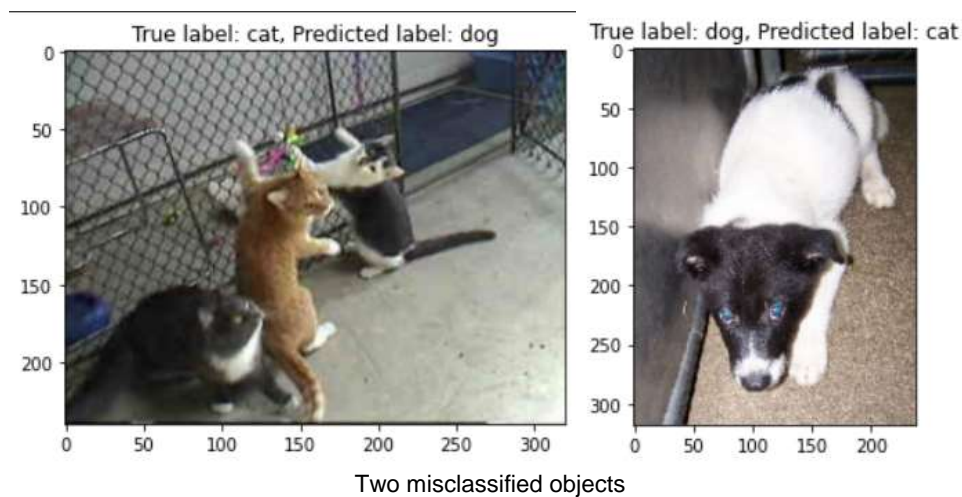 True label: cat, Predicted label: dog
0
50
100
150
200
0 50 100 150 200 250 300
True label: dog, Predicted label: cat
0
50
100
150
200
250
300
0 50 100 150 200
Two misclassified objects